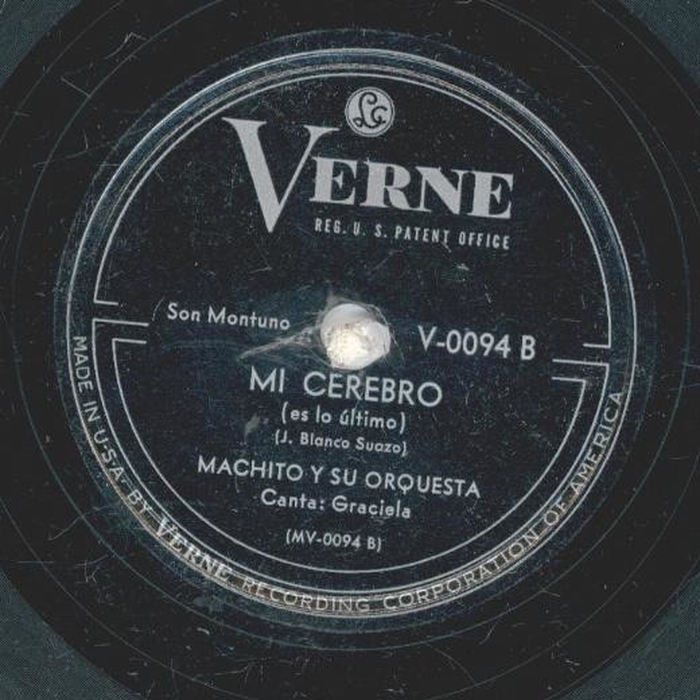 LG
VERNE
REG. U. S. PATENT OFFICE
Son Montuno
V-0094 B
MI CEREBRO
(es lo último)
(J. Blanco Suazo)
MACHITO Y SU ORQUESTA
Canta: Graciela
(MV-0094 B)
MADE IN U·S·A· BY VERNE RECORDING CORPORATION OF AMERICA